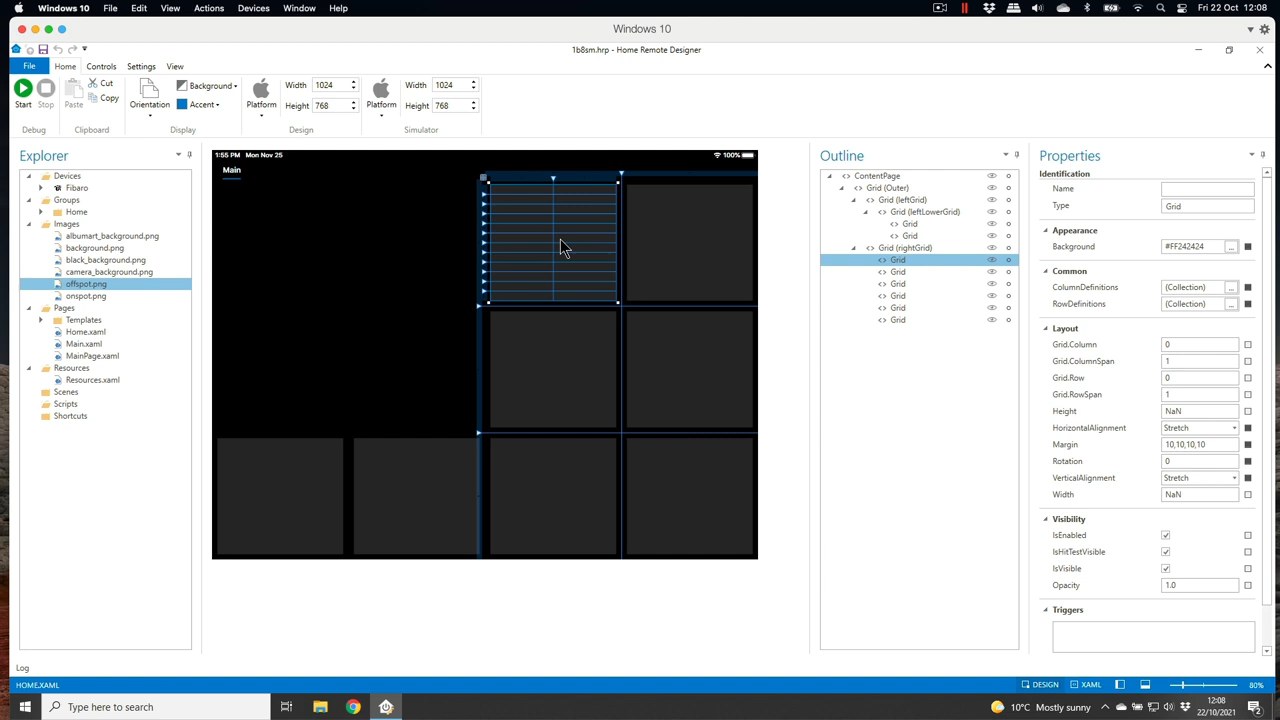 Windows 10 File Edit View Actions Devices Window Help Fri 22 Oct 12:08
Windows 10
1b8sm.hrp - Home Remote Designer
File Home Controls Settings View
Start Stop Paste Cut Copy Orientation Background Accent Platform Width 1024 Height 768 Platform Width 1024 Height 768
Debug Clipboard Display Design Simulator
Explorer
Devices
Fibaro
Groups
Home
Images
albumart_background.png
background.png
black_background.png
camera_background.png
offspot.png
onspot.png
Pages
Templates
Home.xaml
Main.xaml
MainPage.xaml
Resources
Resources.xaml
Scenes
Scripts
Shortcuts
1:55 PM Mon Nov 25 100%
Main
Outline
ContentPage
Grid (Outer)
Grid (leftGrid)
Grid (leftLowerGrid)
Grid
Grid
Grid (rightGrid)
Grid
Grid
Grid
Grid
Grid
Grid
Properties
Identification
Name
Type Grid
Appearance
Background #FF242424 ...
Common
ColumnDefinitions (Collection) ...
RowDefinitions (Collection) ...
Layout
Grid.Column 0
Grid.ColumnSpan 1
Grid.Row 0
Grid.RowSpan 1
Height NaN
HorizontalAlignment Stretch
Margin 10,10,10,10
Rotation 0
VerticalAlignment Stretch
Width NaN
Visibility
IsEnabled
IsHitTestVisible
IsVisible
Opacity 1.0
Triggers
Log
HOME.XAML DESIGN XAML 80%
Type here to search 10°C Mostly sunny 12:08
22/10/2021 2